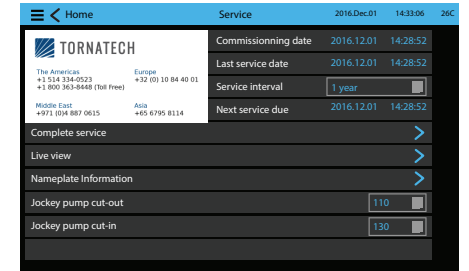 Home Service 2016.Dec.01 14:33:06 26C
TORNATECH
The Americas
+1 514 334-0523
+1 800 363-8448 (Toll Free)
Europe
+32 (0) 10 84 40 01
Middle East
+971 (0)4 887 0615
Asia
+65 6795 8114
Commissionning date 2016.12.01 14:28:52
Last service date 2016.12.01 14:28:52
Service interval 1 year
Next service due 2016.12.01 14:28:52
Complete service
Live view
Nameplate Information
Jockey pump cut-out 110
Jockey pump cut-in 130